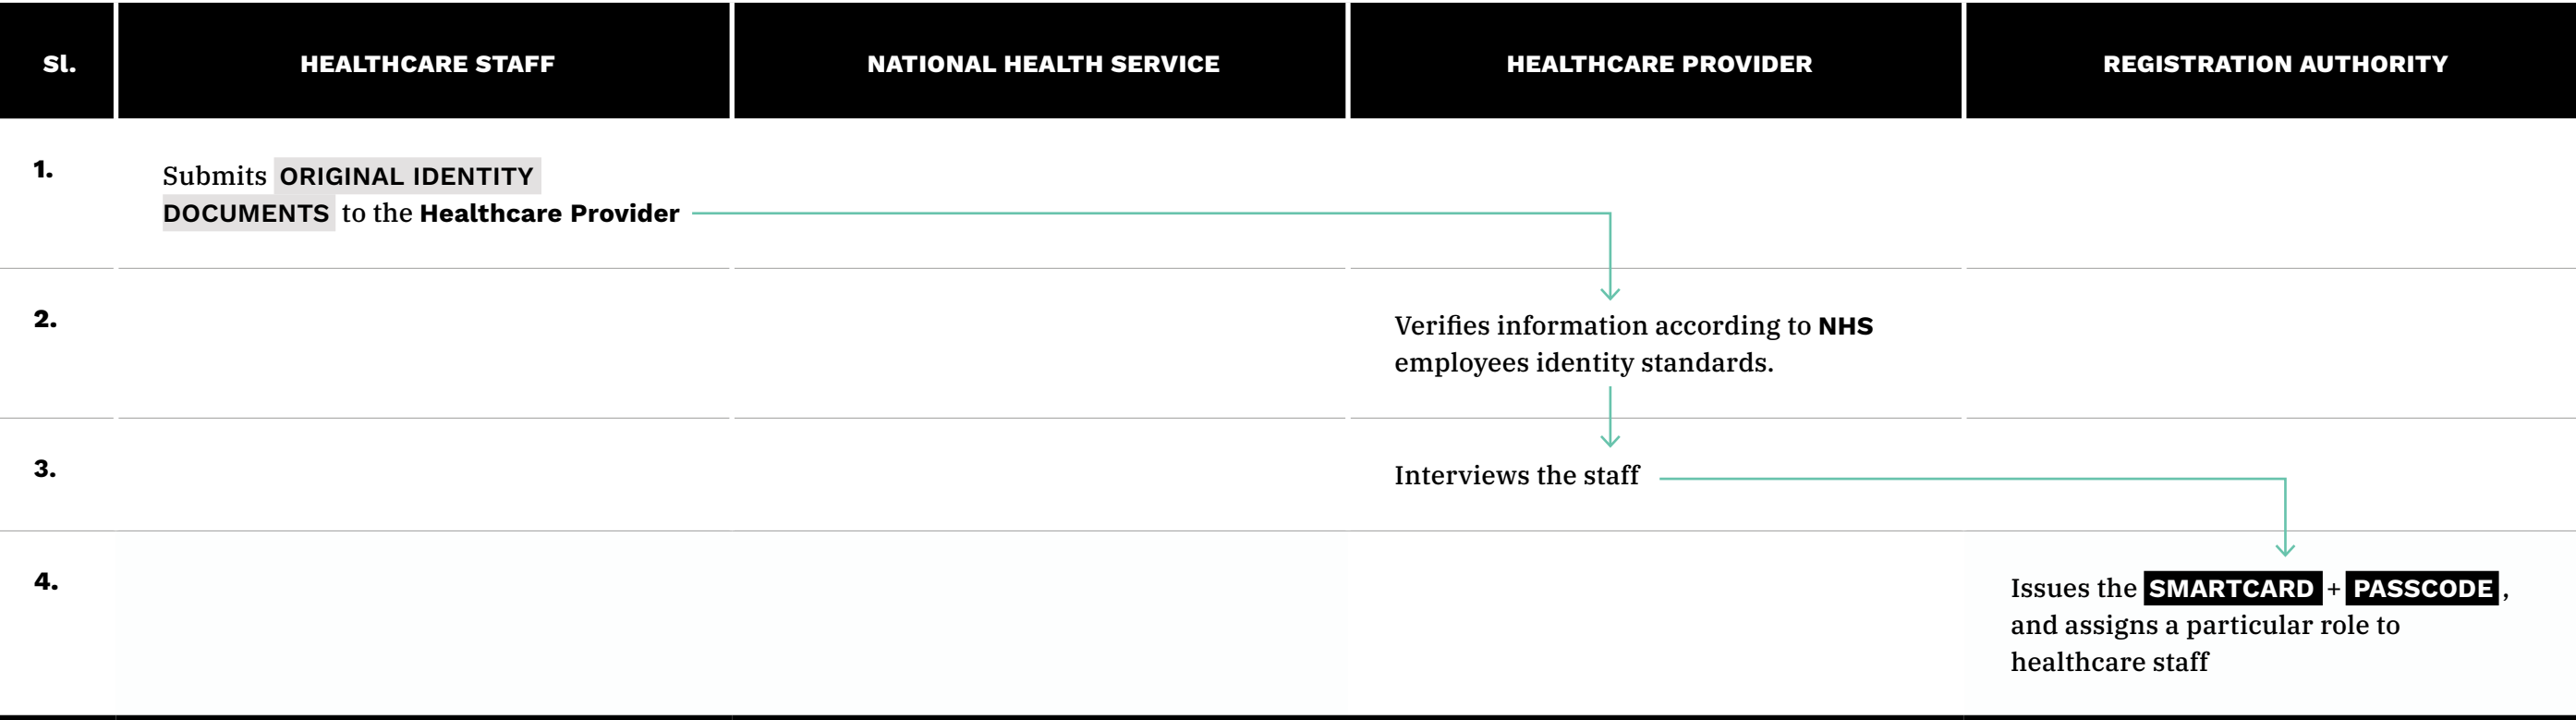 Sl.
HEALTHCARE STAFF
NATIONAL HEALTH SERVICE
HEALTHCARE PROVIDER
REGISTRATION AUTHORITY
1.
Submits ORIGINAL IDENTITY
DOCUMENTS to the Healthcare Provider
2.
Verifies information according to NHS
employees identity standards.
3.
Interviews the staff
4.
Issues the SMARTCARD + PASSCODE,
and assigns a particular role to
healthcare staff